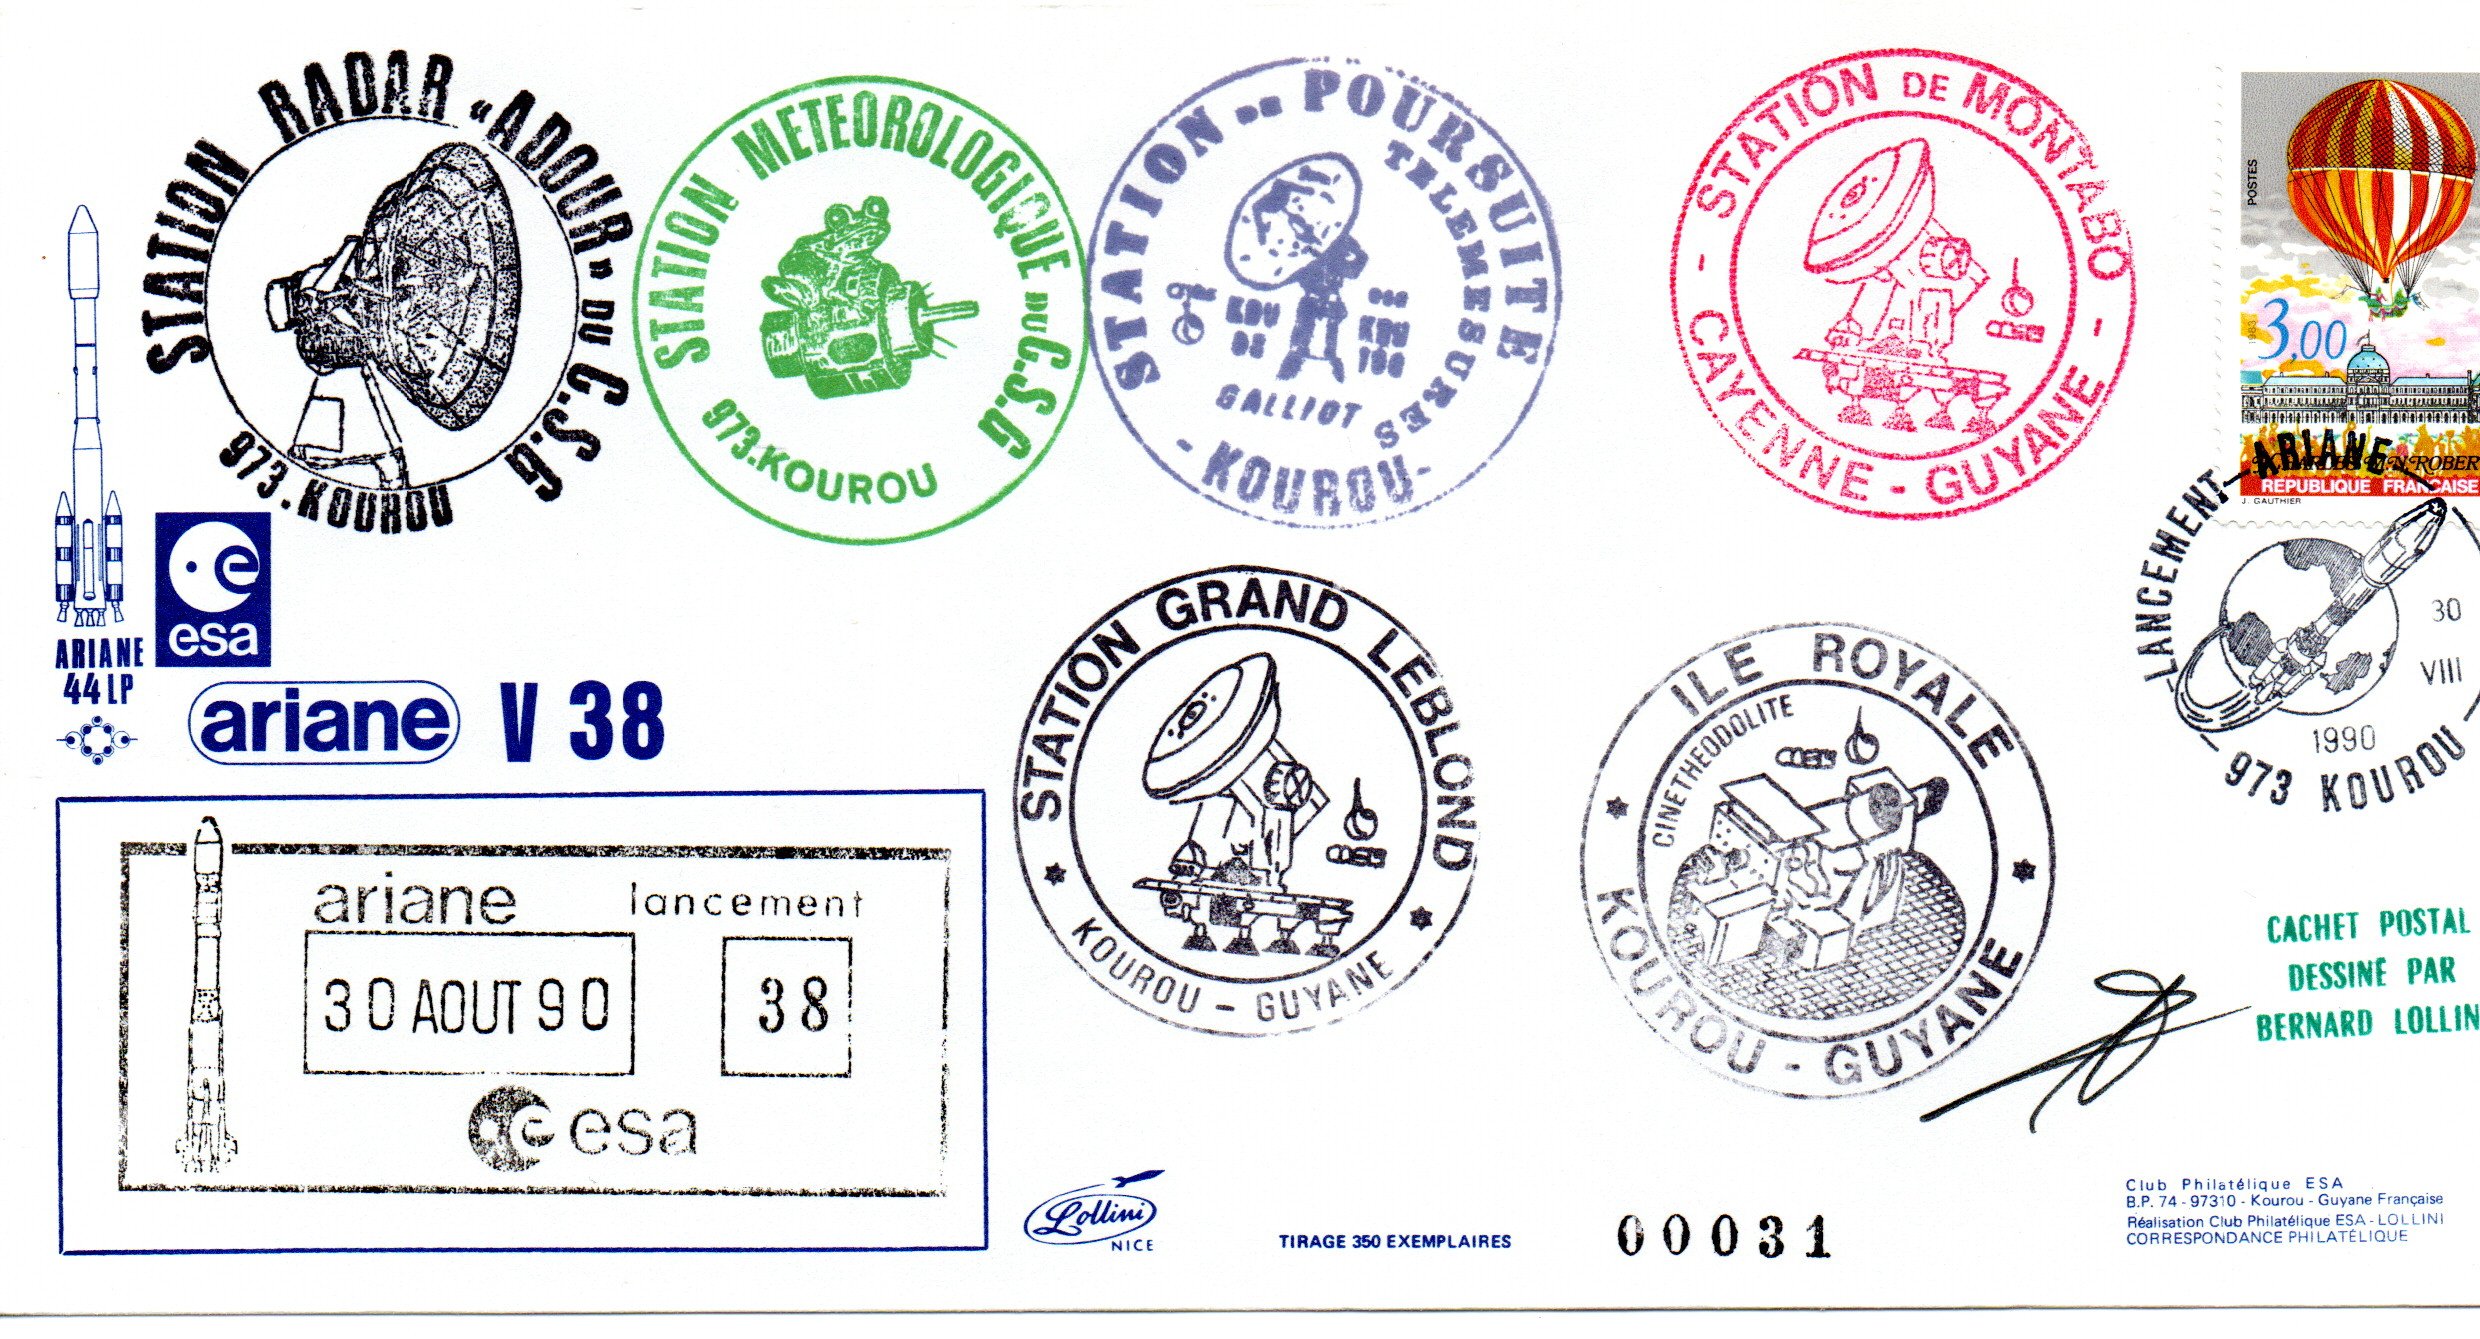 STATION RADAR "ADOUR" DU C.S.G
973.KOUROU
STATION METEOROLOGIQUE DU C.S.G
973.KOUROU
STATION POURSUITE
TELEMESURES
GALLIOT
- KOUROU -
- STATION DE MONTABO -
CAYENNE - GUYANE
POSTES
1983
3,00
REPUBLIQUE FRANÇAISE
J. GAUTHIER
LANCEMENT ARIANE
30
VIII
1990
973 KOUROU
esa
ARIANE
44LP
ariane V 38
STATION GRAND LEBLOND
KOUROU - GUYANE
ILE ROYALE
CINETHEODOLITE
KOUROU - GUYANE
ariane lancement
30 AOUT 90 38
esa
CACHET POSTAL
DESSINÉ PAR
BERNARD LOLLIN
Lollini
NICE
TIRAGE 350 EXEMPLAIRES
00031
Club Philatélique ESA
B.P. 74 - 97310 - Kourou - Guyane Française
Réalisation Club Philatélique ESA - LOLLINI
CORRESPONDANCE PHILATÉLIQUE